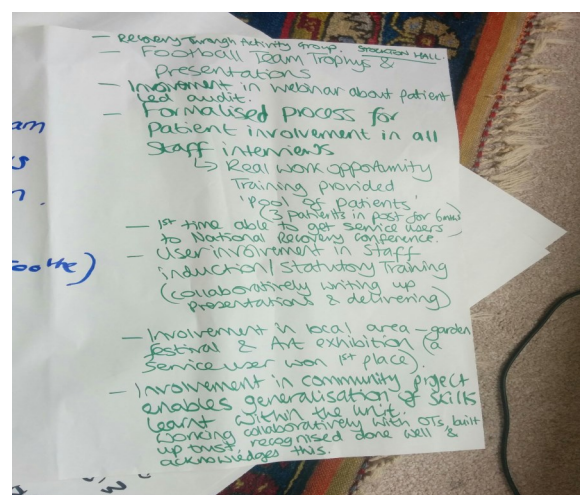 - Recovery Through Activity group. STOCKTON HALL.
- Football Team Trophys &
Presentations
- Involvment in webinar about patient
led audit.
- Formalised process for
Patient involvement in all
Staff interviews
↳ Real work opportunity
Training provided
'Pool of Patients'
(3 patients in post for 6mths)
- 1st time able to get service users
to National Recovery conference.
- User involvement in Staff
induction/Statutory Training
(collaboratively writing up
presentations & delivering)
- Involvement in local area - garden
festival & Art exhibition (a
Service user won 1st place).
- Involvement in community project
enables generalisation of skills
learnt within the unit.
Working collaboratively with OTs, built
up trust, recognised done well &
acknowledges this.
am
s
n.